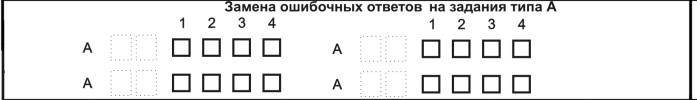 Замена ошибочных ответов на задания типа А
1 2 3 4 1 2 3 4
А А
А А